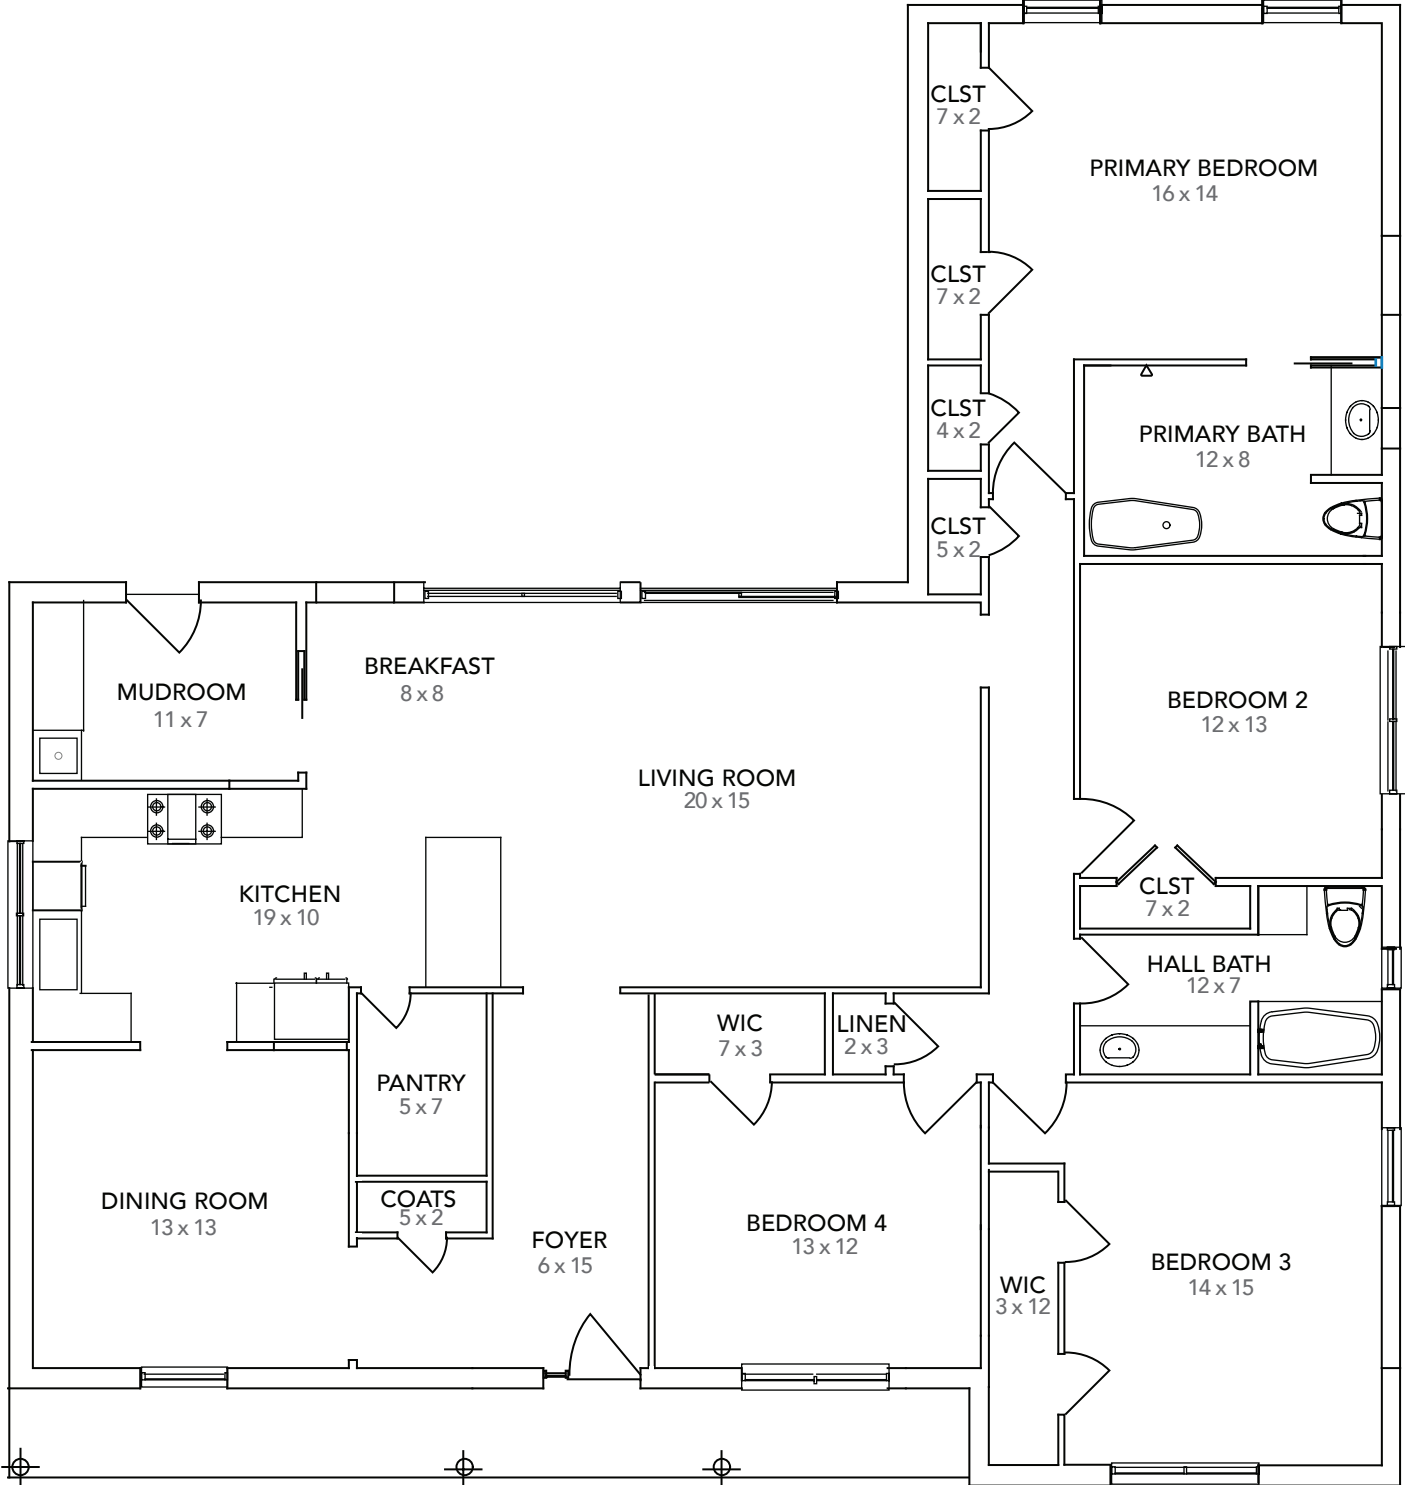 CLST
7 x 2
PRIMARY BEDROOM
16 x 14
CLST
7 x 2
CLST
4 x 2
PRIMARY BATH
12 x 8
CLST
5 x 2
BREAKFAST
8 x 8
MUDROOM
11 x 7
BEDROOM 2
12 x 13
LIVING ROOM
20 x 15
KITCHEN
19 x 10
CLST
7 x 2
HALL BATH
12 x 7
WIC
7 x 3
LINEN
2 x 3
PANTRY
5 x 7
DINING ROOM
13 x 13
COATS
5 x 2
FOYER
6 x 15
BEDROOM 4
13 x 12
WIC
3 x 12
BEDROOM 3
14 x 15